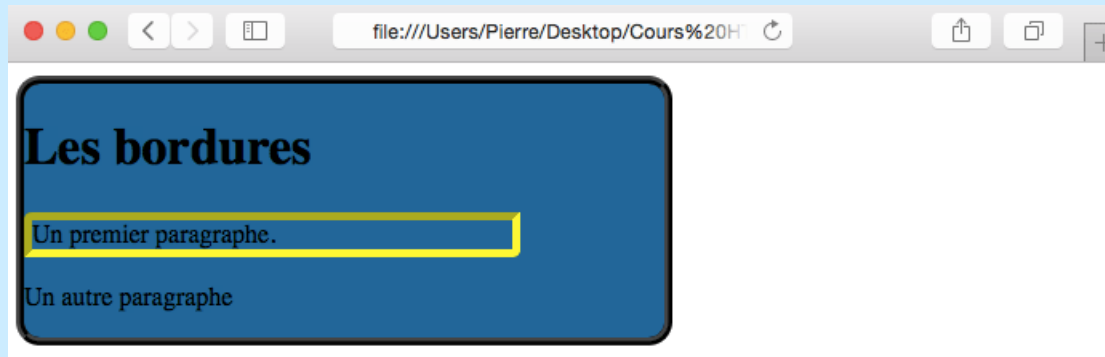 file:///Users/Pierre/Desktop/Cours%20H
Les bordures
Un premier paragraphe.
Un autre paragraphe